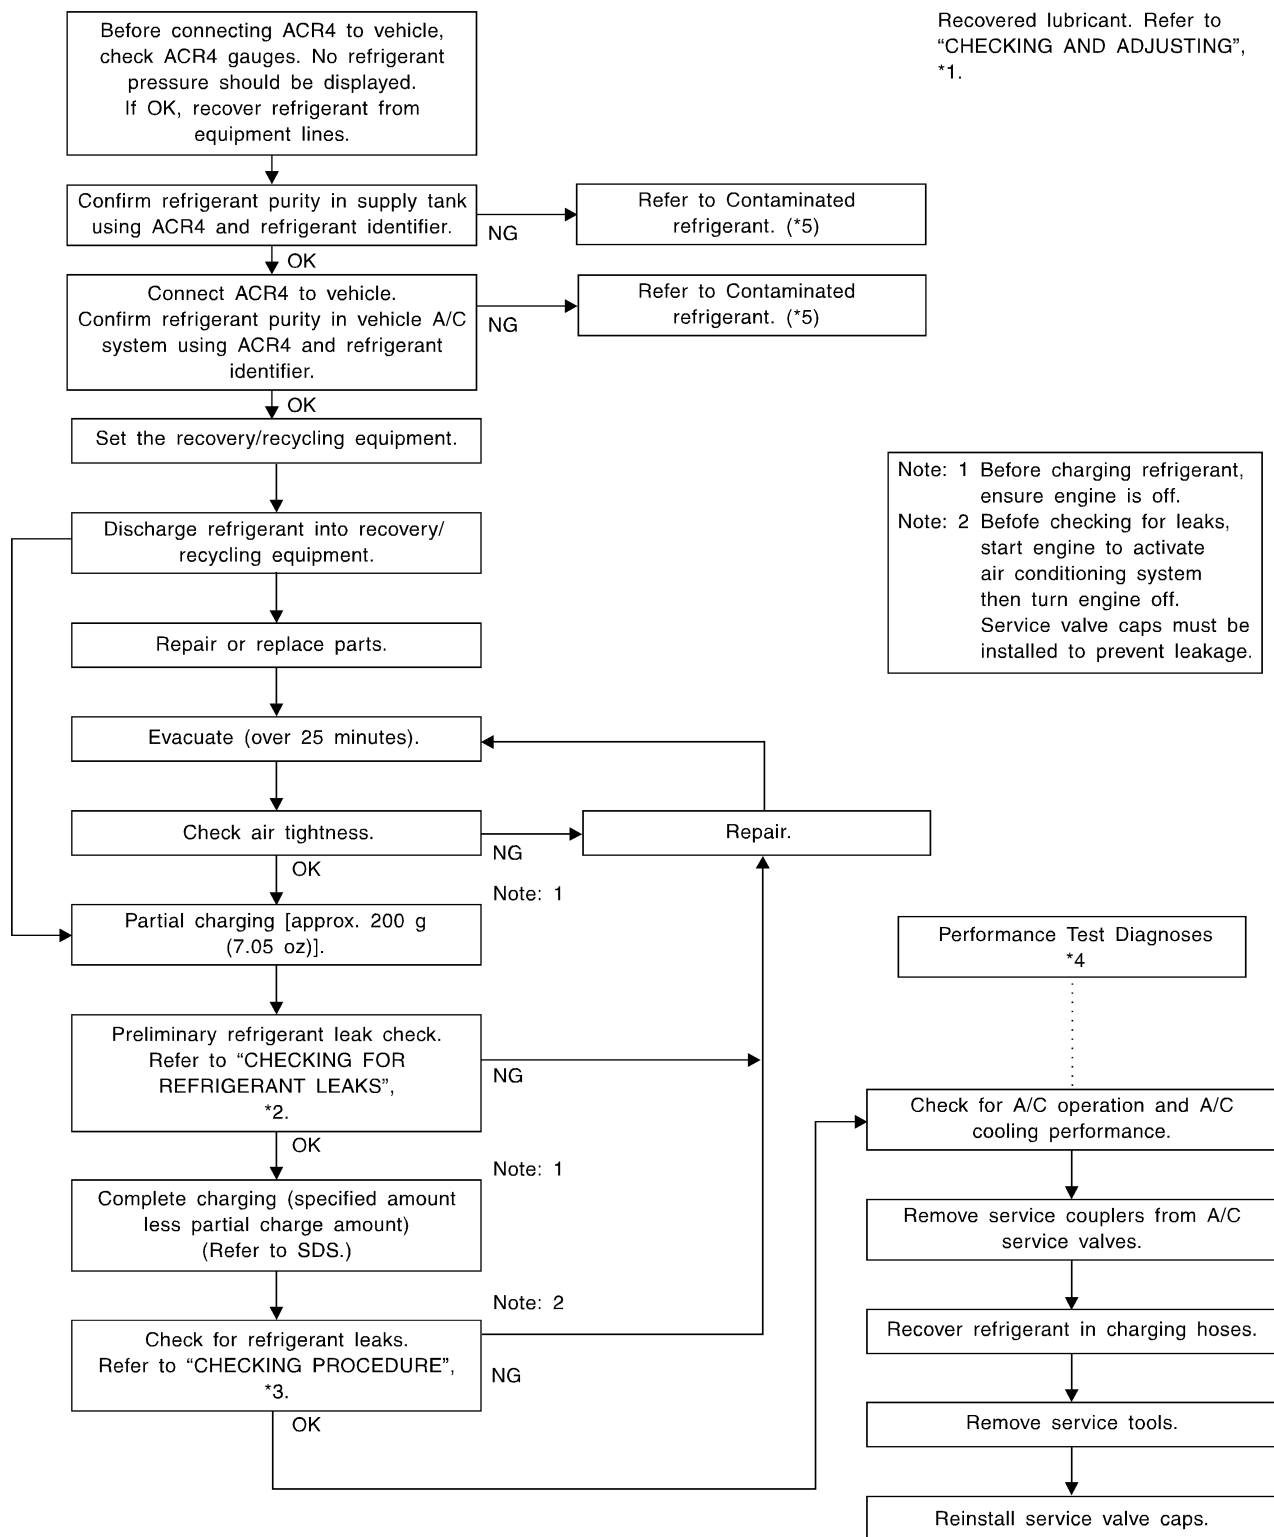 Before connecting ACR4 to vehicle,
check ACR4 gauges. No refrigerant
pressure should be displayed.
If OK, recover refrigerant from
equipment lines.
Recovered lubricant. Refer to
“CHECKING AND ADJUSTING”,
*1.
Confirm refrigerant purity in supply tank
using ACR4 and refrigerant identifier.
NG
Refer to Contaminated
refrigerant. (*5)
OK
Connect ACR4 to vehicle.
Confirm refrigerant purity in vehicle A/C
system using ACR4 and refrigerant
identifier.
NG
Refer to Contaminated
refrigerant. (*5)
OK
Set the recovery/recycling equipment.
Note: 1 Before charging refrigerant,
ensure engine is off.
Note: 2 Befofe checking for leaks,
start engine to activate
air conditioning system
then turn engine off.
Service valve caps must be
installed to prevent leakage.
Discharge refrigerant into recovery/
recycling equipment.
Repair or replace parts.
Evacuate (over 25 minutes).
Check air tightness.
NG
Repair.
OK
Note: 1
Partial charging [approx. 200 g
(7.05 oz)].
Preliminary refrigerant leak check.
Refer to “CHECKING FOR
REFRIGERANT LEAKS”,
*2.
NG
OK
Note: 1
Complete charging (specified amount
less partial charge amount)
(Refer to SDS.)
Note: 2
Check for refrigerant leaks.
Refer to “CHECKING PROCEDURE”,
*3.
NG
OK
Performance Test Diagnoses
*4
Check for A/C operation and A/C
cooling performance.
Remove service couplers from A/C
service valves.
Recover refrigerant in charging hoses.
Remove service tools.
Reinstall service valve caps.